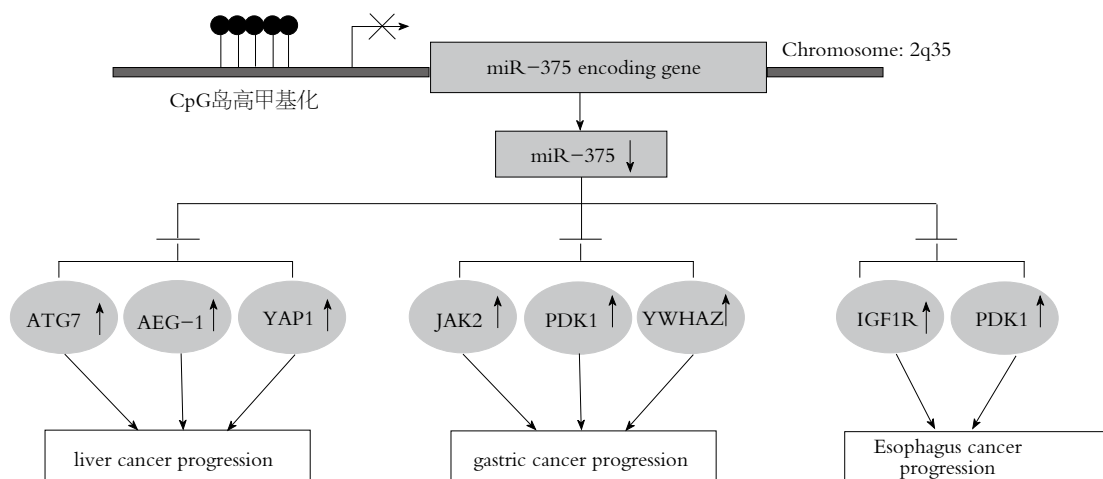 Chromosome: 2q35
miR−375 encoding gene
CpG岛高甲基化
miR−375
ATG7
AEG−1
YAP1
JAK2
PDK1
YWHAZ
IGF1R
PDK1
liver cancer progression
gastric cancer progression
Esophagus cancer
progression